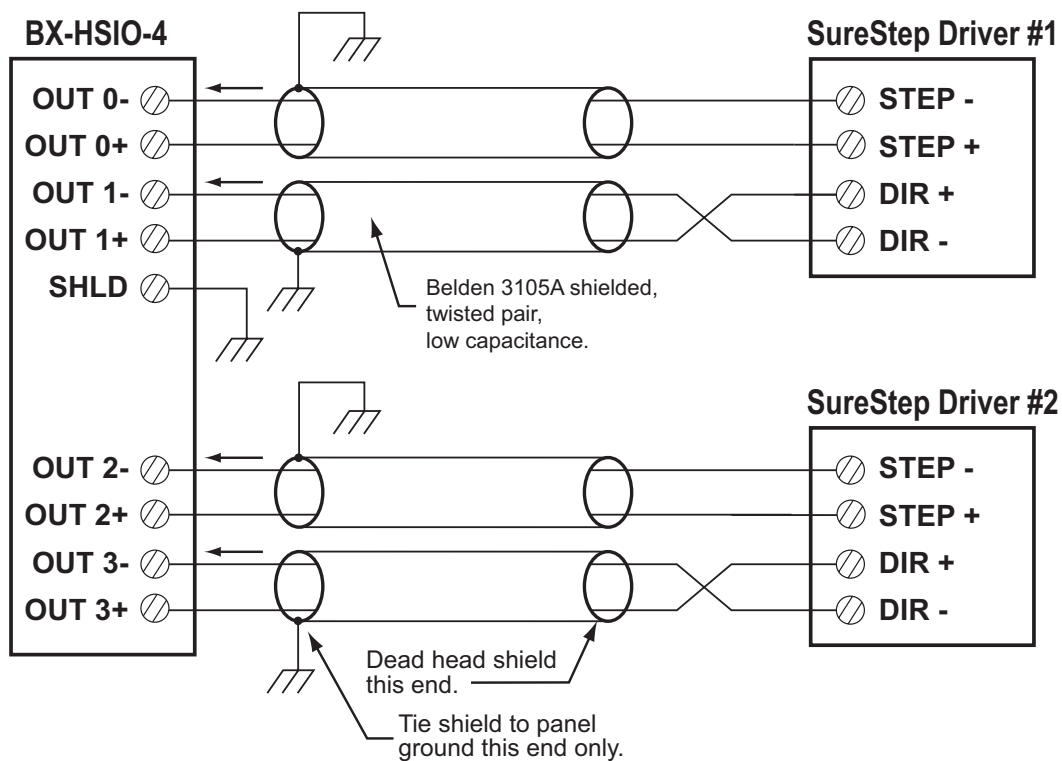 BX-HSIO-4
SureStep Driver #1
OUT 0-
STEP -
OUT 0+
STEP +
OUT 1-
DIR +
OUT 1+
DIR -
SHLD
Belden 3105A shielded,
twisted pair,
low capacitance.
SureStep Driver #2
OUT 2-
STEP -
OUT 2+
STEP +
OUT 3-
DIR +
OUT 3+
DIR -
Dead head shield
this end.
Tie shield to panel
ground this end only.